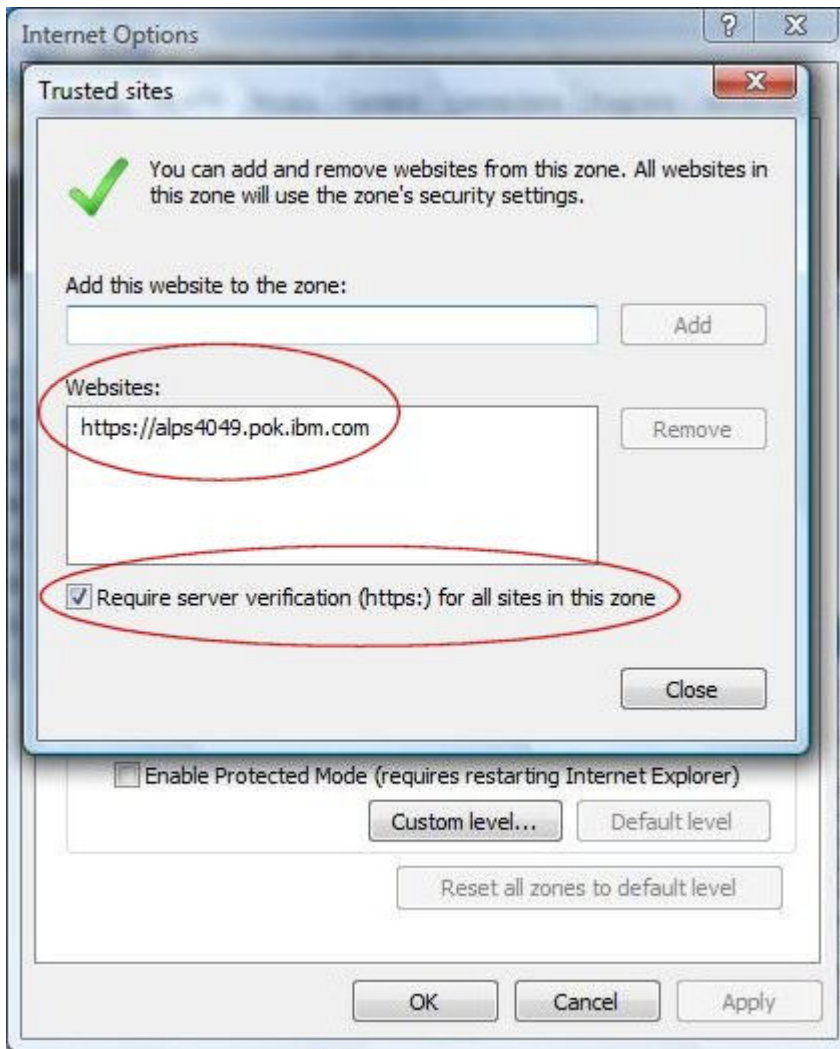 Internet Options
Trusted sites
You can add and remove websites from this zone. All websites in
this zone will use the zone's security settings.
Add this website to the zone:
Add
Websites:
https://alps4049.pok.ibm.com
Remove
Require server verification (https:) for all sites in this zone
Close
Enable Protected Mode (requires restarting Internet Explorer)
Custom level... Default level
Reset all zones to default level
OK Cancel Apply